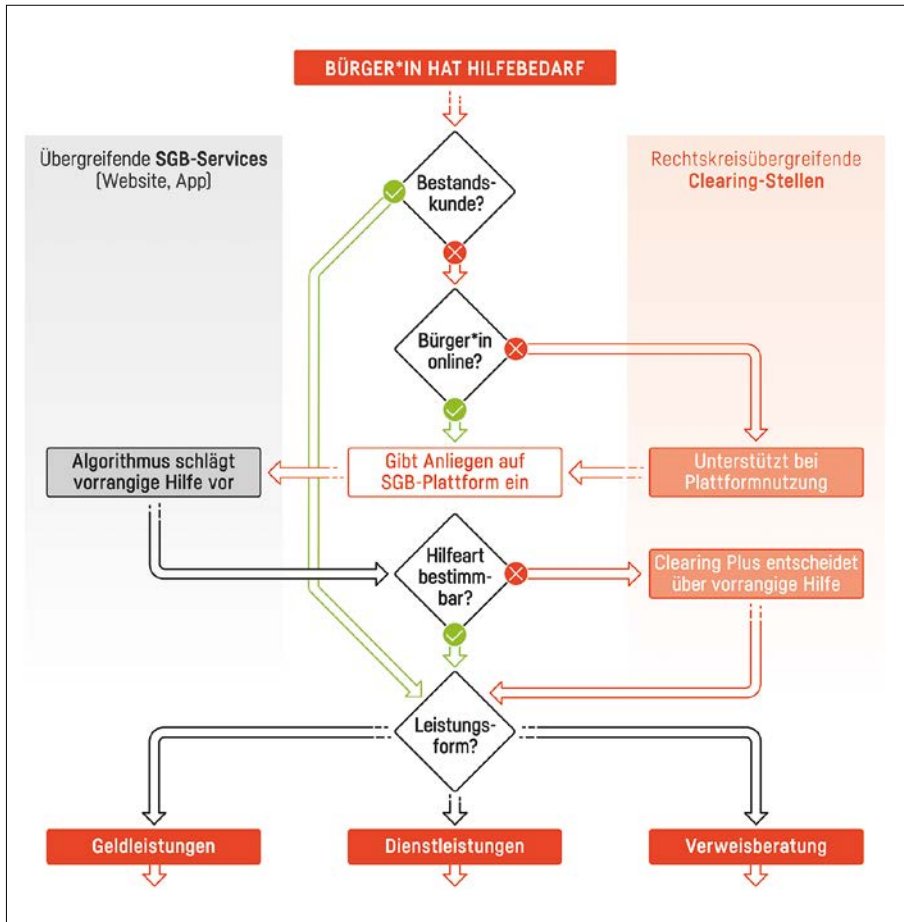 BÜRGER*IN HAT HILFEBEDARF
Übergreifende SGB-Services
(Website, App)
Rechtskreisübergreifende
Clearing-Stellen
Bestands-
kunde?
Bürger*in
online?
Algorithmus schlägt
vorrangige Hilfe vor
Gibt Anliegen auf
SGB-Plattform ein
Unterstützt bei
Plattformnutzung
Hilfeart
bestimm-
bar?
Clearing Plus entscheidet
über vorrangige Hilfe
Leistungs-
form?
Geldleistungen
Dienstleistungen
Verweisberatung